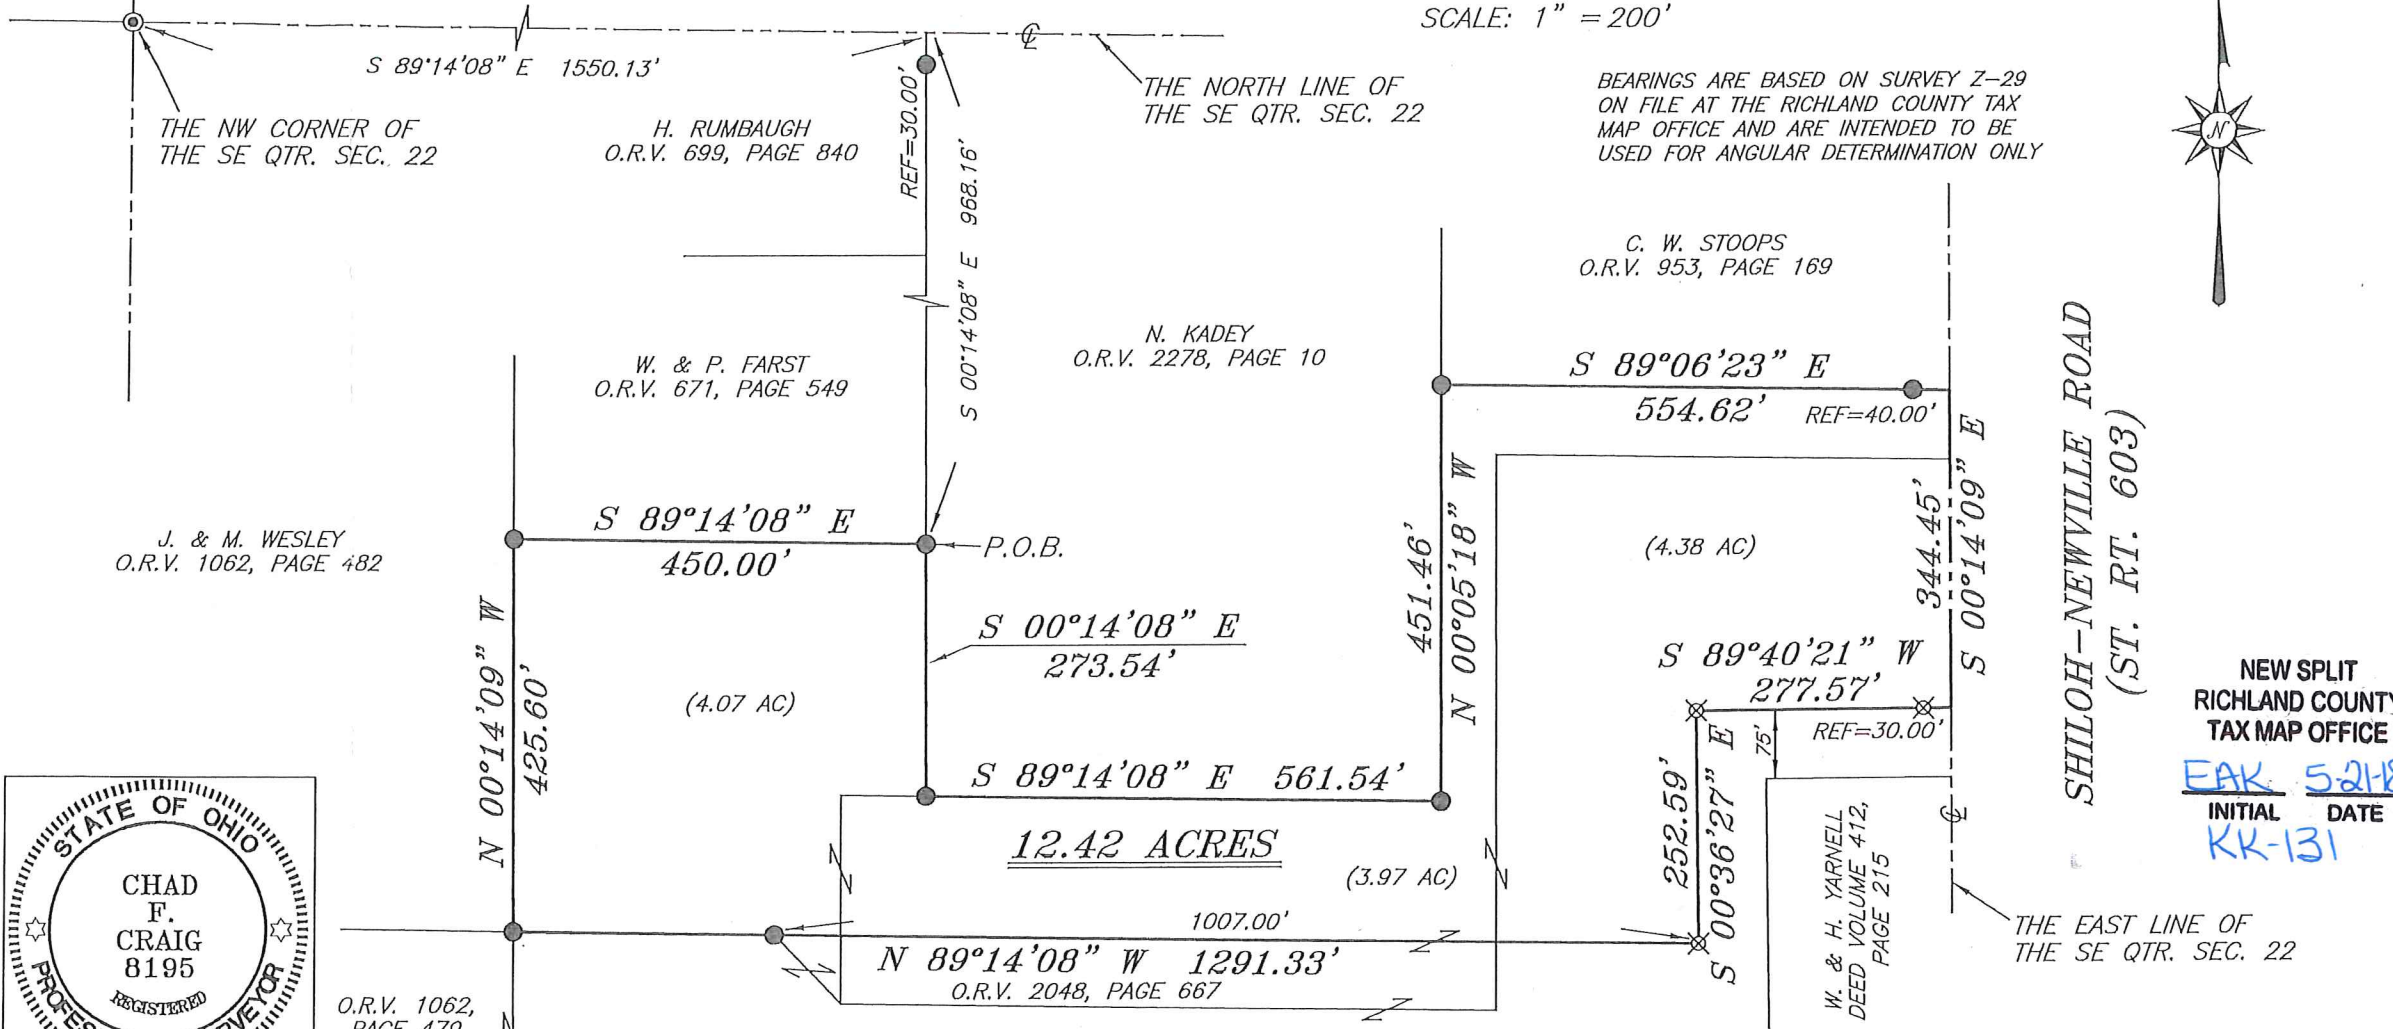 SCALE: 1" = 200'
S 89°14'08" E 1550.13'
℄
THE NORTH LINE OF
THE SE QTR. SEC. 22
BEARINGS ARE BASED ON SURVEY Z-29
ON FILE AT THE RICHLAND COUNTY TAX
MAP OFFICE AND ARE INTENDED TO BE
USED FOR ANGULAR DETERMINATION ONLY
N
THE NW CORNER OF
THE SE QTR. SEC. 22
H. RUMBAUGH
O.R.V. 699, PAGE 840
REF=30.00'
S 00°14'08" E 968.16'
C. W. STOOPS
O.R.V. 953, PAGE 169
W. & P. FARST
O.R.V. 671, PAGE 549
N. KADEY
O.R.V. 2278, PAGE 10
S 89°06'23" E
554.62'
REF=40.00'
SHILOH-NEWVILLE ROAD
(ST. RT. 603)
J. & M. WESLEY
O.R.V. 1062, PAGE 482
S 89°14'08" E
450.00'
P.O.B.
451.46'
N 00°05'18" W
(4.38 AC)
344.45'
S 00°14'09" E
N 00°14'09" W
425.60'
(4.07 AC)
S 00°14'08" E
273.54'
S 89°40'21" W
277.57'
REF=30.00'
75'
NEW SPLIT
RICHLAND COUNTY
TAX MAP OFFICE
EAK 5-21-18
INITIAL DATE
KK-131
S 89°14'08" E 561.54'
12.42 ACRES
(3.97 AC)
252.59'
S 00°36'27" E
W. & H. YARNELL
DEED VOLUME 412,
PAGE 215
℄
THE EAST LINE OF
THE SE QTR. SEC. 22
1007.00'
N 89°14'08" W 1291.33'
O.R.V. 2048, PAGE 667
STATE OF OHIO
CHAD
F.
CRAIG
8195
REGISTERED
O.R.V. 1062,
PAGE 479